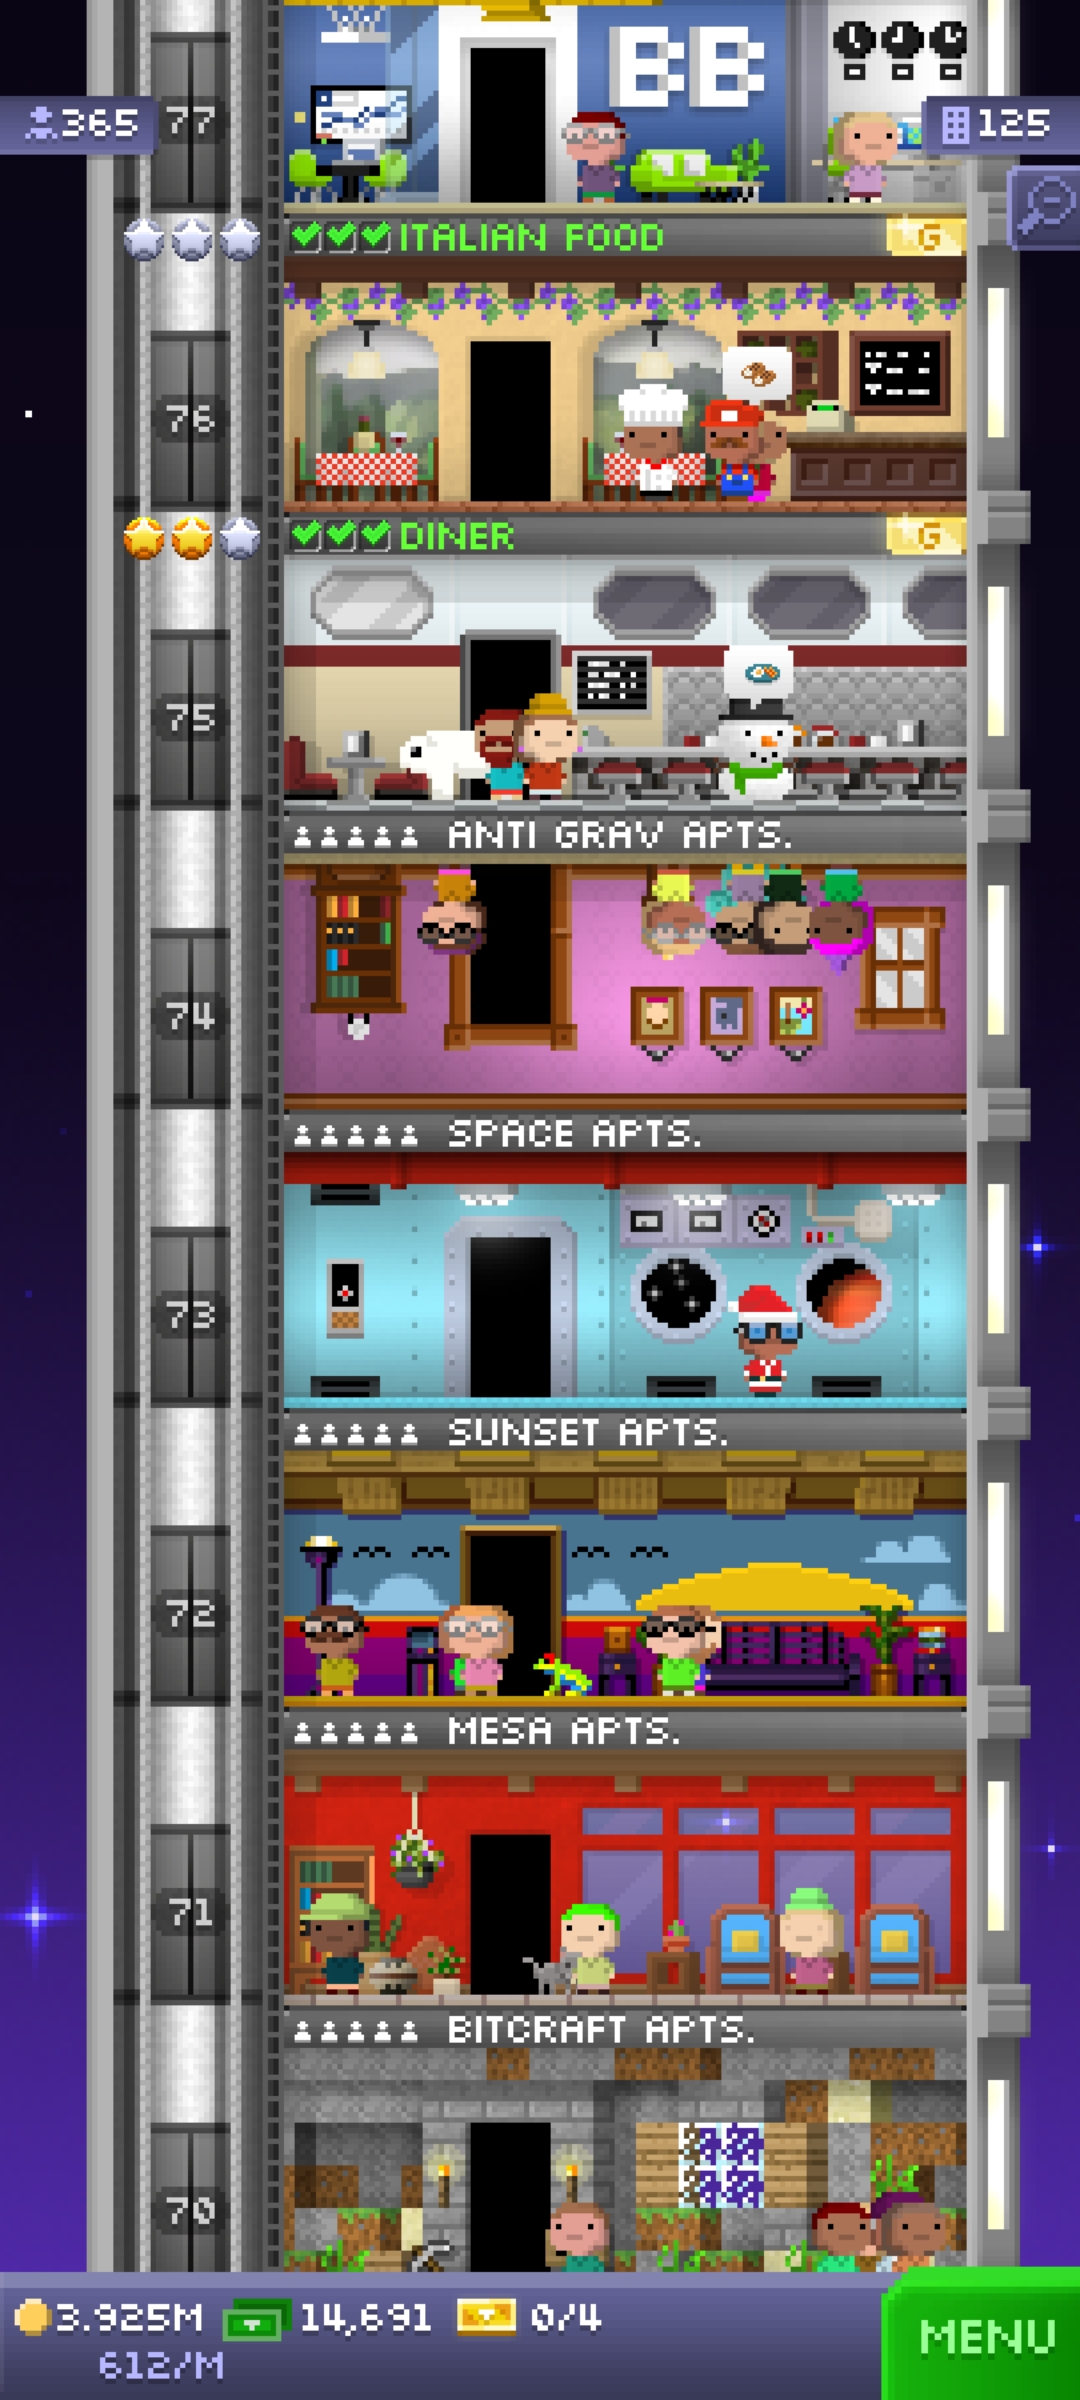 BB
365
77
125
ITALIAN FOOD
G
76
DINER
G
75
ANTI GRAV APTS.
74
SPACE APTS.
73
SUNSET APTS.
72
MESA APTS.
71
BITCRAFT APTS.
70
3.925M 14,691 0/4
612/M
MENU